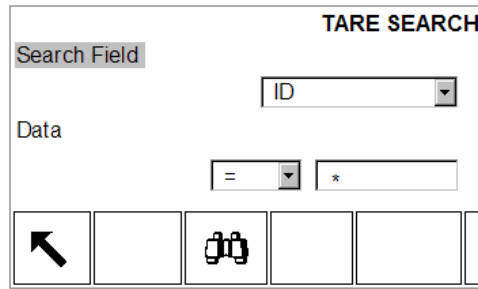 TARE SEARCH
Search Field
ID
Data
= *